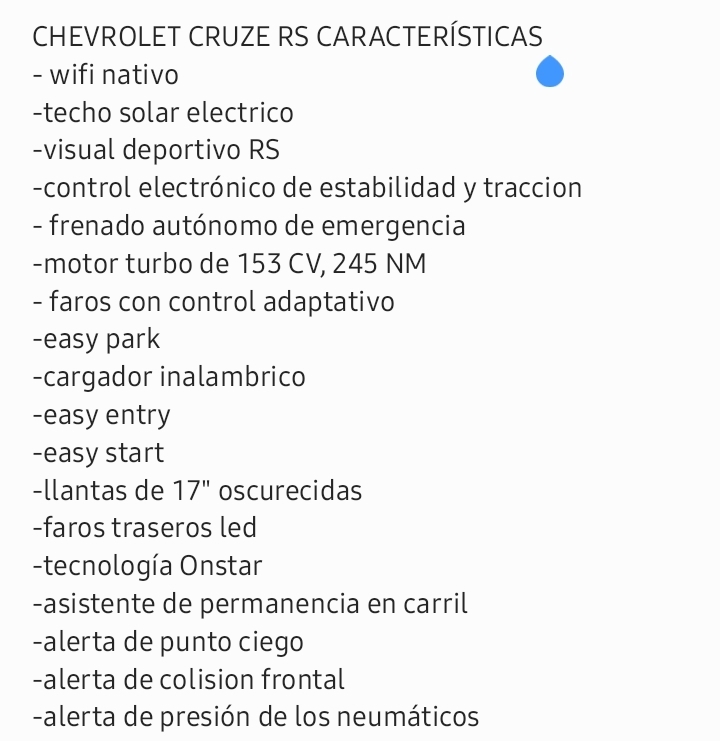 CHEVROLET CRUZE RS CARACTERÍSTICAS
- wifi nativo
-techo solar electrico
-visual deportivo RS
-control electrónico de estabilidad y traccion
- frenado autónomo de emergencia
-motor turbo de 153 CV, 245 NM
- faros con control adaptativo
-easy park
-cargador inalambrico
-easy entry
-easy start
-llantas de 17" oscurecidas
-faros traseros led
-tecnología Onstar
-asistente de permanencia en carril
-alerta de punto ciego
-alerta de colision frontal
-alerta de presión de los neumáticos